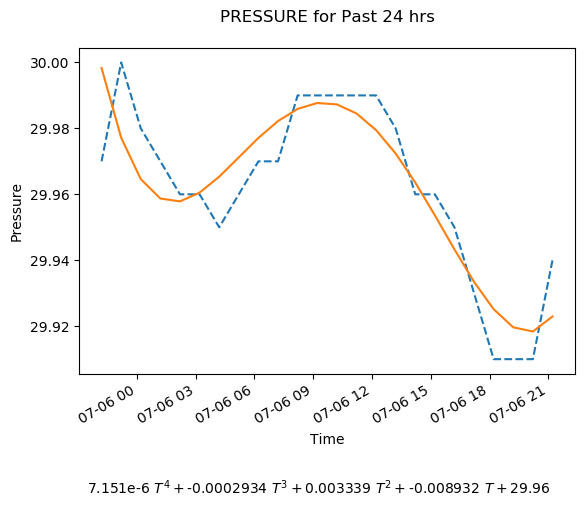 PRESSURE for Past 24 hrs
30.00
29.98
29.96
29.94
29.92
Pressure
07-06 00 07-06 03 07-06 06 07-06 09 07-06 12 07-06 15 07-06 18 07-06 21
Time
7.151e-6 T⁴ + -0.0002934 T³ + 0.003339 T² + -0.008932 T + 29.96